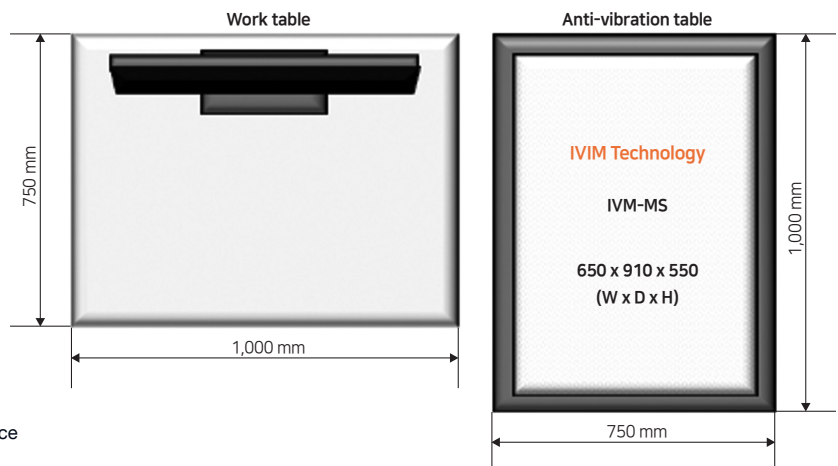 Work table
Anti-vibration table
750 mm
IVIM Technology
IVM-MS
650 x 910 x 550
(W x D x H)
1,000 mm
1,000 mm
750 mm